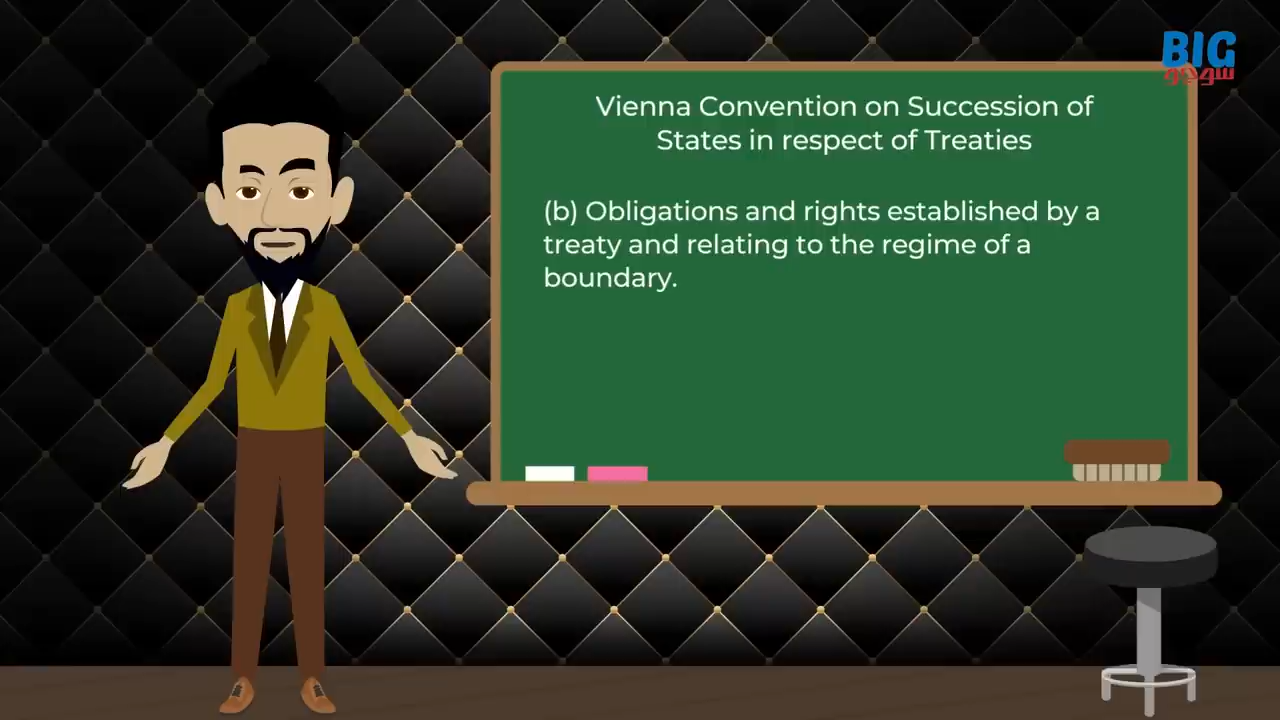 BIG
سوچو
Vienna Convention on Succession of
States in respect of Treaties
(b) Obligations and rights established by a
treaty and relating to the regime of a
boundary.